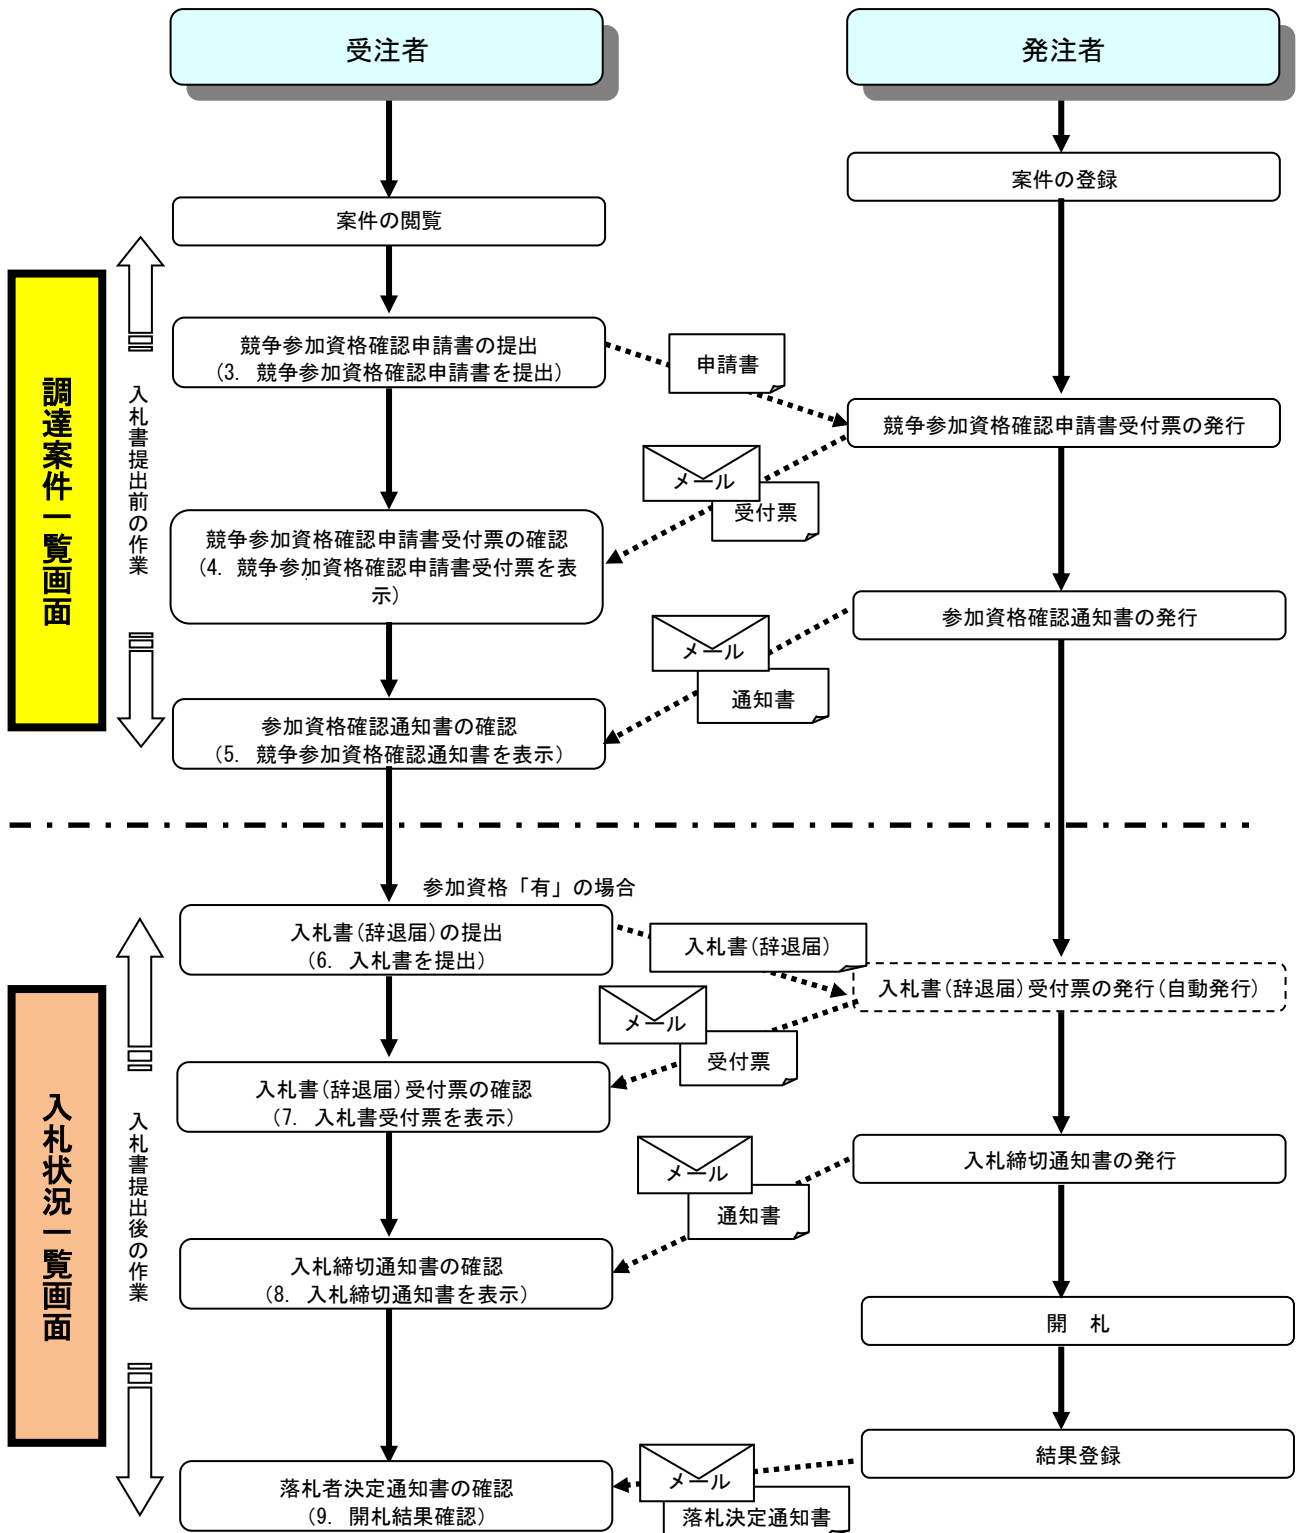 受注者
発注者
案件の登録
案件の閲覧
調達案件一覧画面
入札書提出前の作業
競争参加資格確認申請書の提出
(3. 競争参加資格確認申請書を提出)
申請書
競争参加資格確認申請書受付票の発行
メール
受付票
競争参加資格確認申請書受付票の確認
(4. 競争参加資格確認申請書受付票を表
示)
参加資格確認通知書の発行
メール
通知書
参加資格確認通知書の確認
(5. 競争参加資格確認通知書を表示)
参加資格「有」の場合
入札状況一覧画面
入札書提出後の作業
入札書(辞退届)の提出
(6. 入札書を提出)
入札書(辞退届)
入札書(辞退届)受付票の発行(自動発行)
メール
受付票
入札書(辞退届)受付票の確認
(7. 入札書受付票を表示)
入札締切通知書の発行
メール
通知書
入札締切通知書の確認
(8. 入札締切通知書を表示)
開　札
結果登録
メール
落札決定通知書
落札者決定通知書の確認
(9. 開札結果確認)